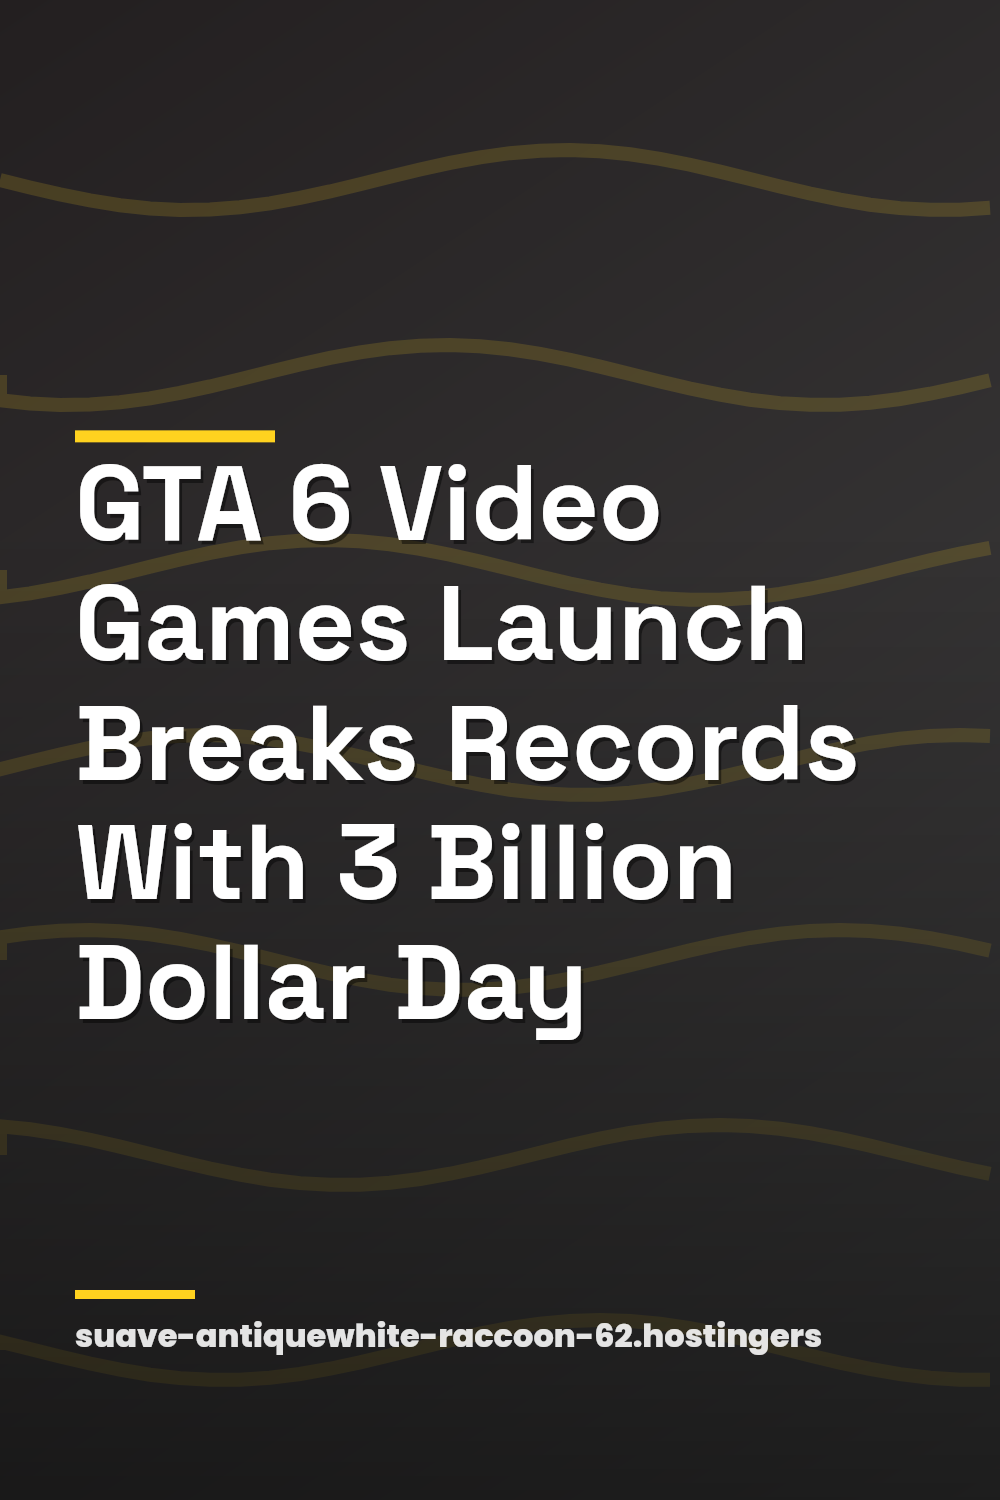 GTA 6 Video
Games Launch
Breaks Records
With 3 Billion
Dollar Day
suave-antiquewhite-raccoon-62.hostingers